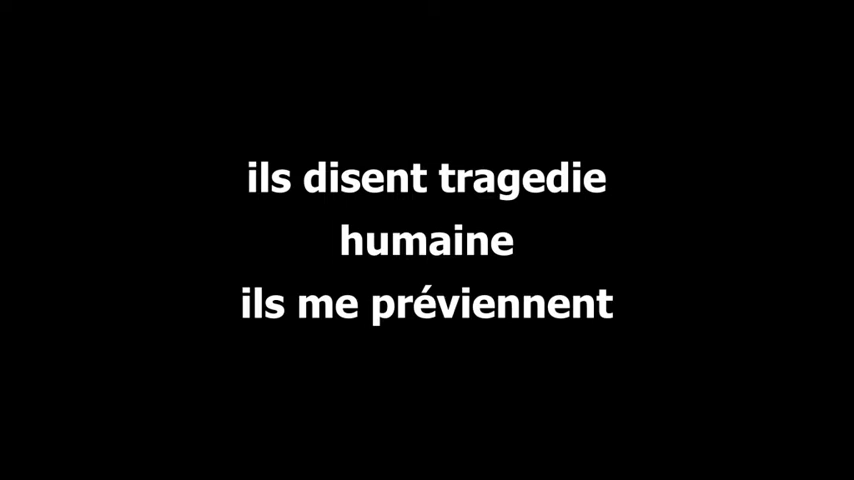 ils disent tragedie
humaine
ils me préviennent